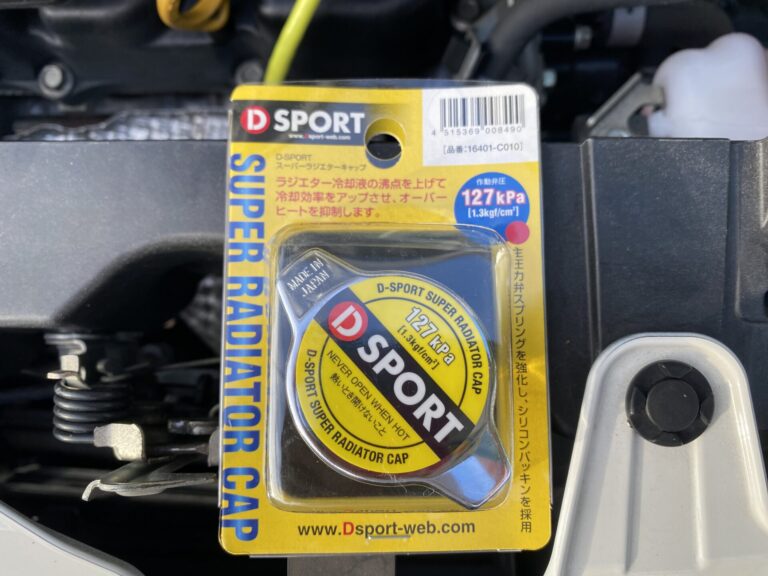 D SPORT
www.Dsport-web.com
4 515369 008490
[品番:16401-C010]
D-SPORT
スーパーラジエターキャップ
ラジエター冷却液の沸点を上げて
冷却効率をアップさせ、オーバー
ヒートを抑制します。
作動弁圧
127kPa
[1.3kgf/cm²]
SUPER RADIATOR CAP
主圧力弁スプリングを強化し、シリコンパッキンを採用
MADE IN
JAPAN
D-SPORT SUPER RADIATOR CAP
127kPa
[1.3kgf/cm²]
D SPORT
NEVER OPEN WHEN HOT
熱いとき開けないこと
D-SPORT SUPER RADIATOR CAP
www.Dsport-web.com